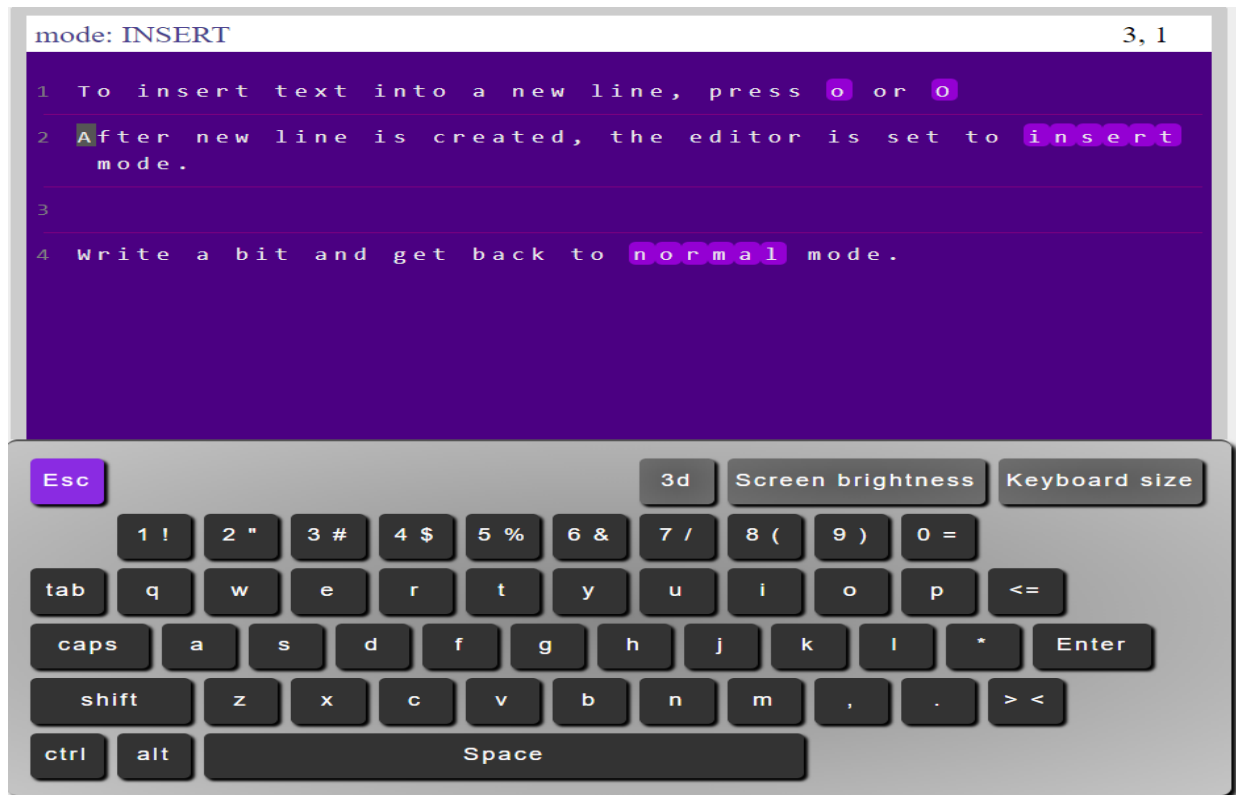 mode: INSERT 3, 1
1 To insert text into a new line, press o or O
2 After new line is created, the editor is set to insert
mode.
3
4 Write a bit and get back to normal mode.
Esc 3d Screen brightness Keyboard size
1 ! 2 " 3 # 4 $ 5 % 6 & 7 / 8 ( 9 ) 0 =
tab q w e r t y u i o p <=
caps a s d f g h j k l * Enter
shift z x c v b n m , . > <
ctrl alt Space